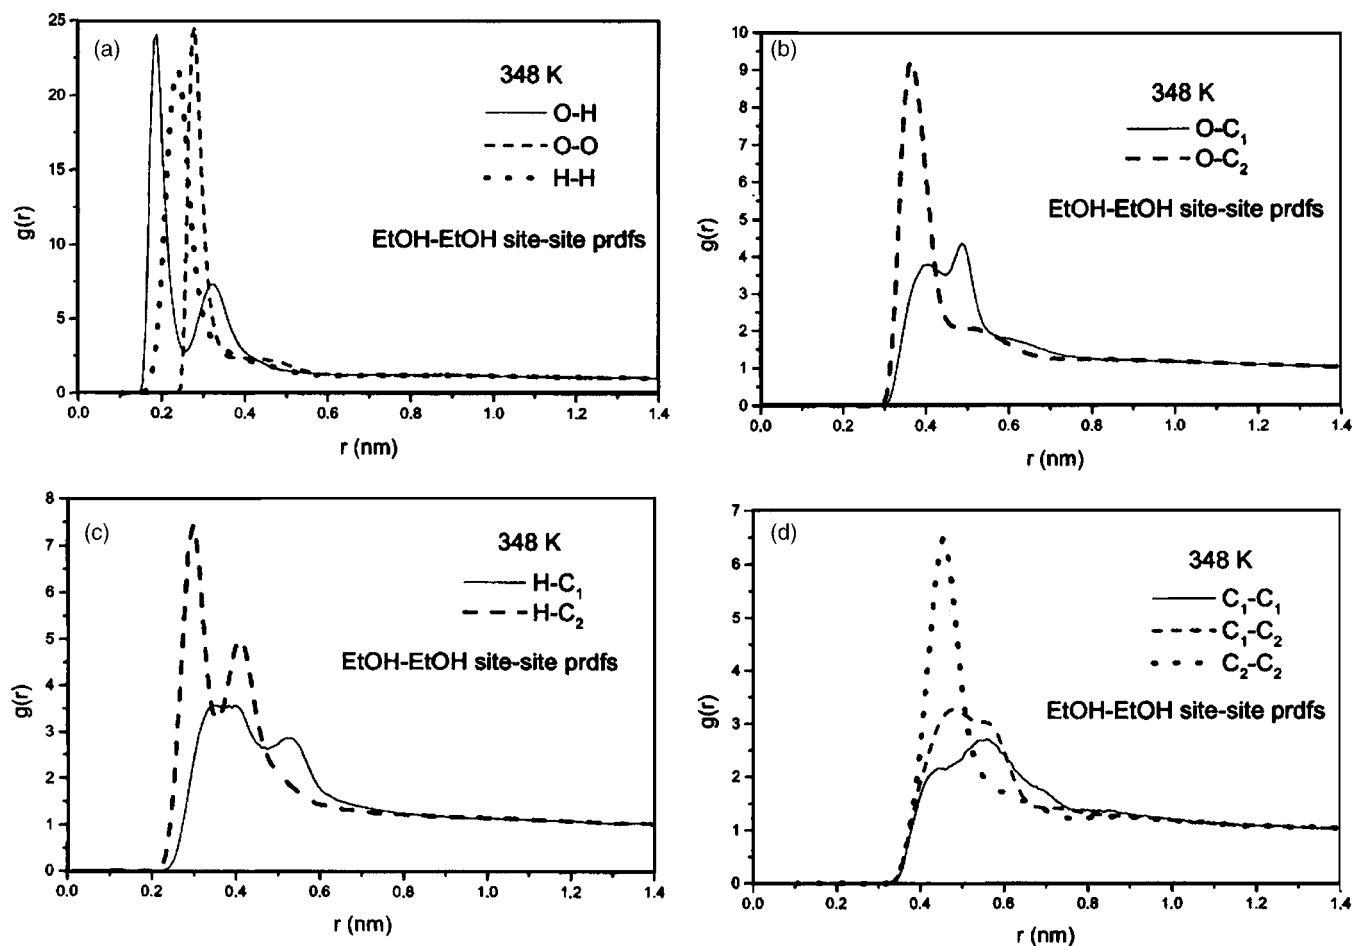 (a)
348 K
O-H
O-O
H-H
EtOH-EtOH site-site prdfs
g(r)
25
20
15
10
5
0
0.0 0.2 0.4 0.6 0.8 1.0 1.2 1.4
r (nm)
(b)
348 K
O-C₁
O-C₂
EtOH-EtOH site-site prdfs
g(r)
10
9
8
7
6
5
4
3
2
1
0
0.0 0.2 0.4 0.6 0.8 1.0 1.2 1.4
r (nm)
(c)
348 K
H-C₁
H-C₂
EtOH-EtOH site-site prdfs
g(r)
8
7
6
5
4
3
2
1
0
0.0 0.2 0.4 0.6 0.8 1.0 1.2 1.4
r (nm)
(d)
348 K
C₁-C₁
C₁-C₂
C₂-C₂
EtOH-EtOH site-site prdfs
g(r)
7
6
5
4
3
2
1
0
0.0 0.2 0.4 0.6 0.8 1.0 1.2 1.4
r (nm)